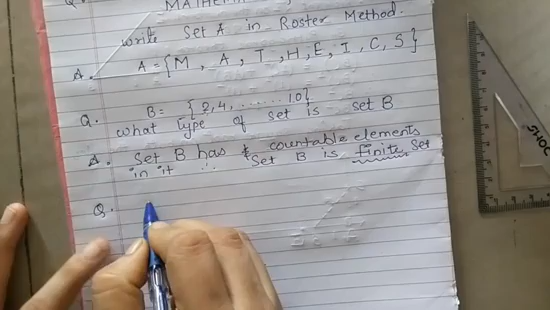 Q.
MATHEM
write Set A in Roster Method.
A. A = {M, A, T, H, E, I, C, S}
Q. B = {2,4, ........ 10}
what type of set is set B
A. Set B has countable elements
in it ∴ Set B is finite set
Q.